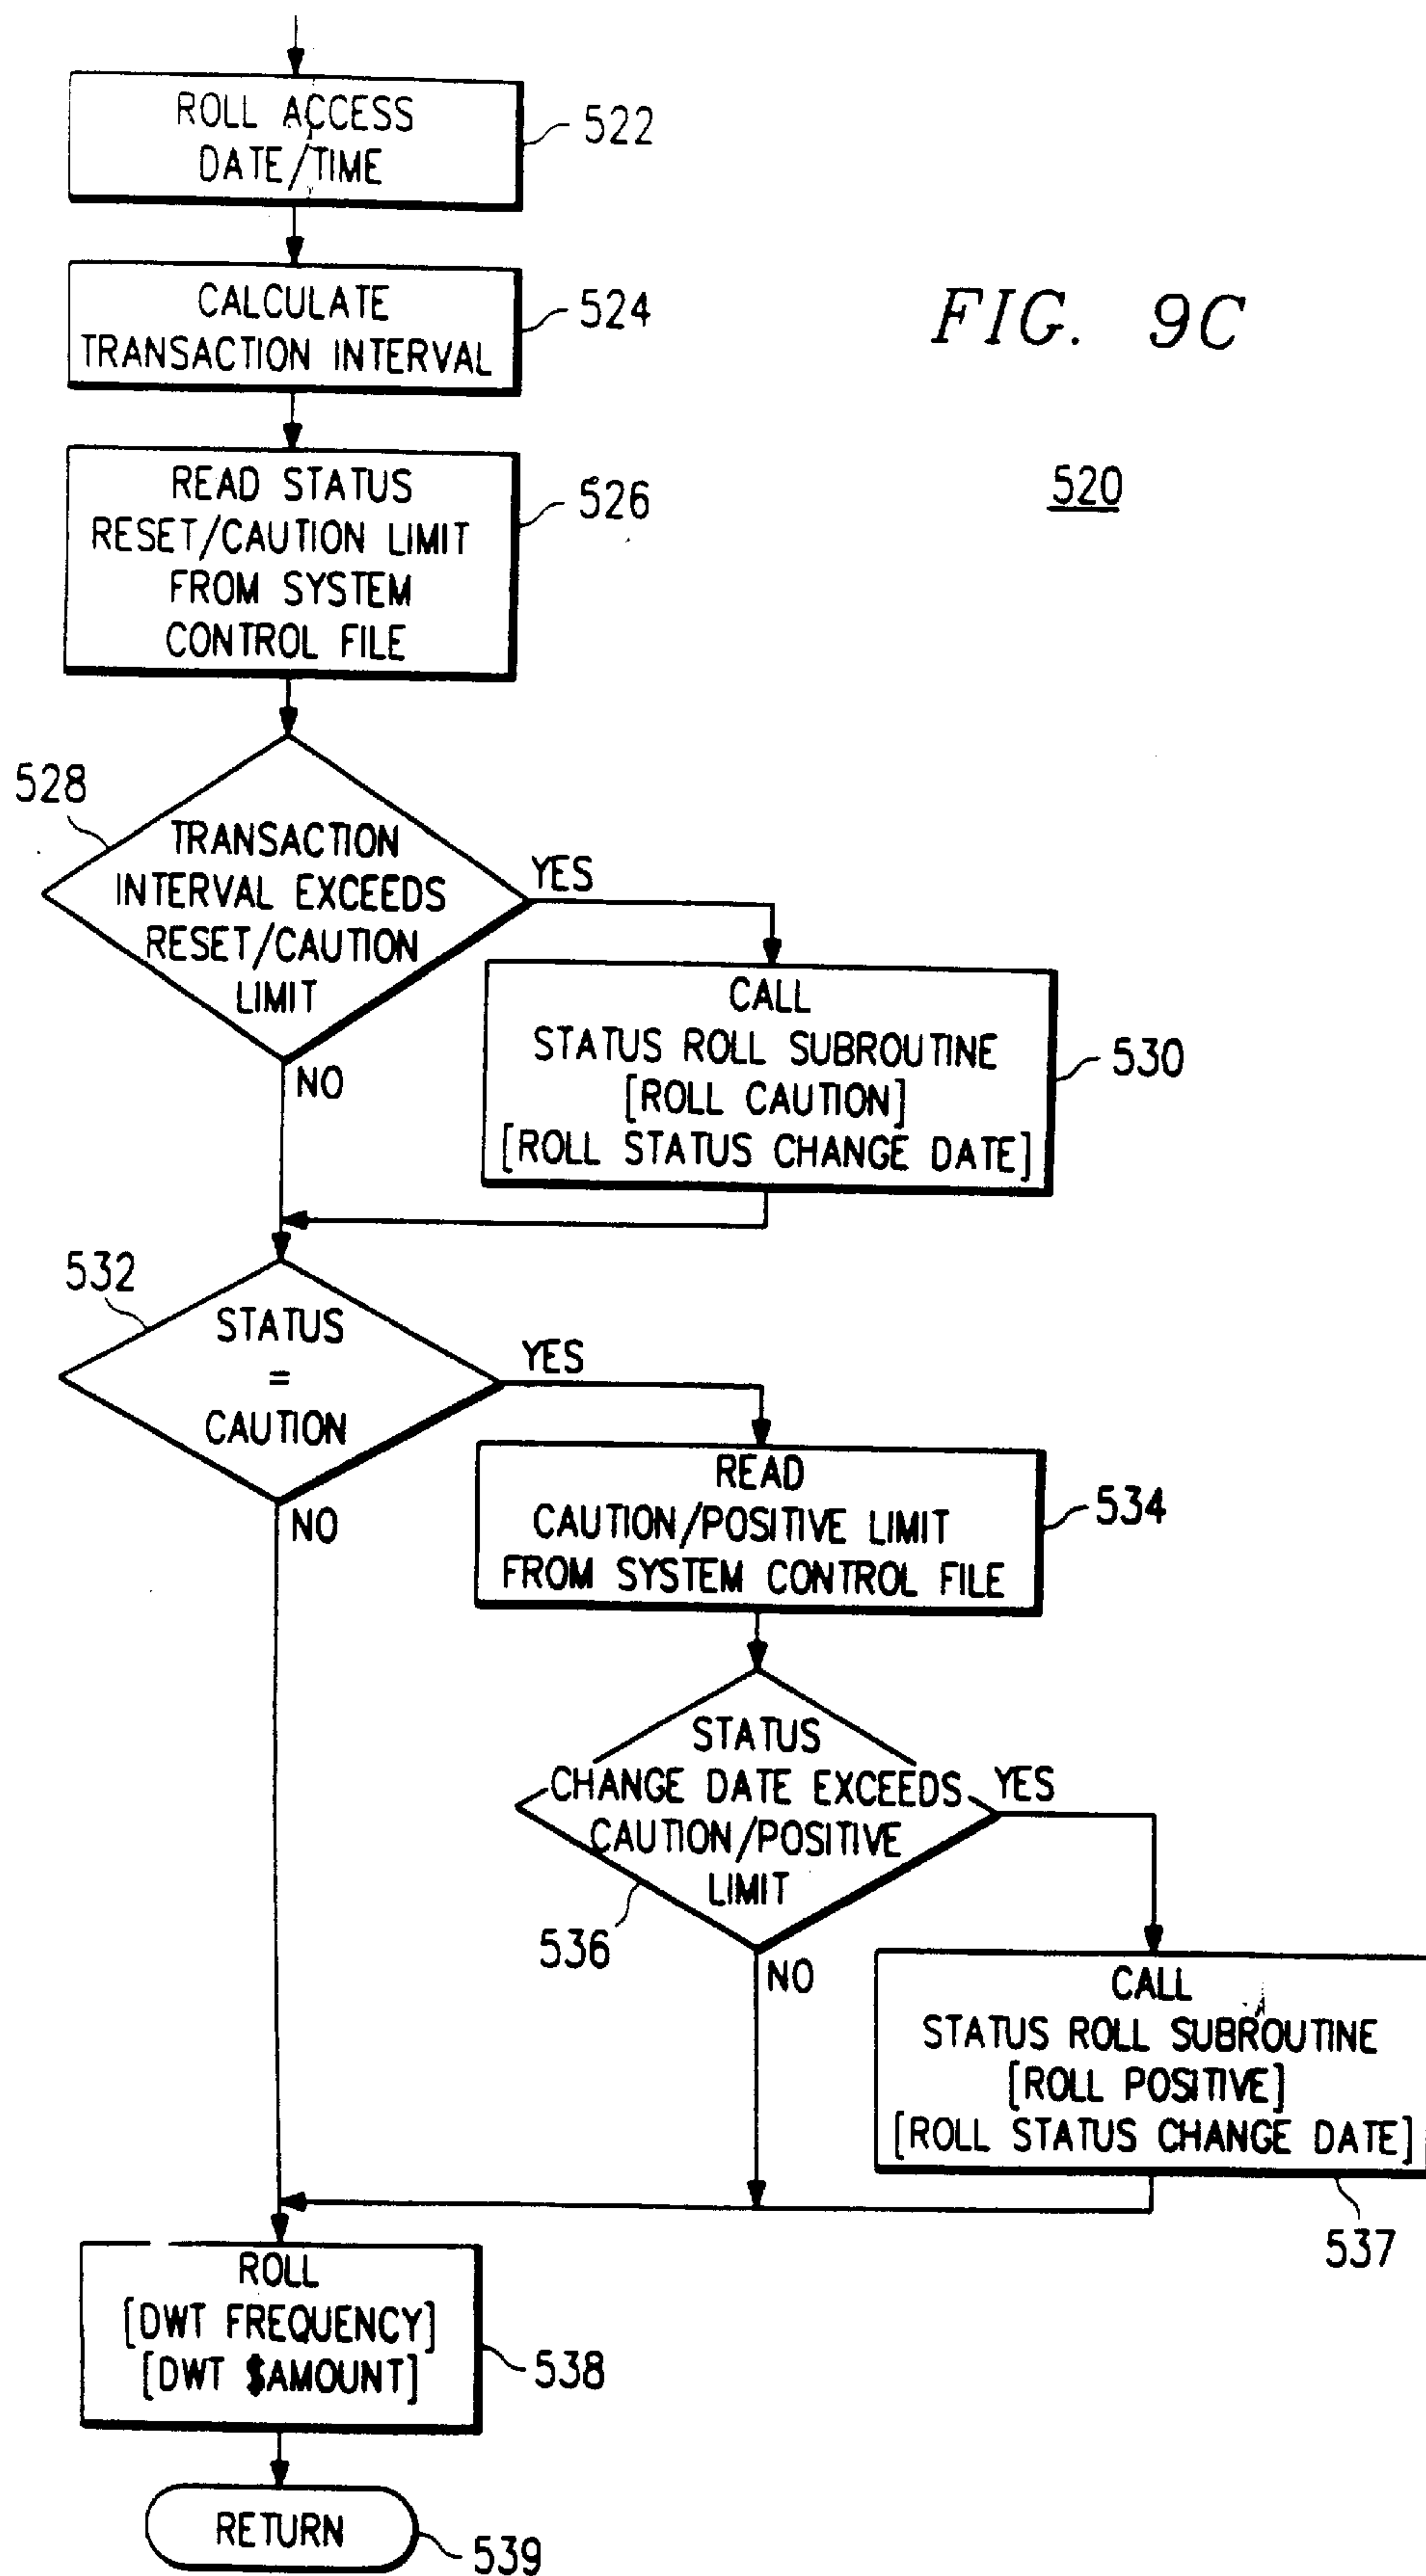 ROLL ACCESS
DATE/TIME
522
CALCULATE
TRANSACTION INTERVAL
524
FIG. 9C
READ STATUS
RESET/CAUTION LIMIT
FROM SYSTEM
CONTROL FILE
526
520
528
TRANSACTION
INTERVAL EXCEEDS
RESET/CAUTION
LIMIT
YES
NO
CALL
STATUS ROLL SUBROUTINE
[ROLL CAUTION]
[ROLL STATUS CHANGE DATE]
530
532
STATUS
=
CAUTION
YES
NO
READ
CAUTION/POSITIVE LIMIT
FROM SYSTEM CONTROL FILE
534
STATUS
CHANGE DATE EXCEEDS
CAUTION/POSITIVE
LIMIT
YES
536
NO
CALL
STATUS ROLL SUBROUTINE
[ROLL POSITIVE]
[ROLL STATUS CHANGE DATE]
537
ROLL
[DWT FREQUENCY]
[DWT $AMOUNT]
538
RETURN
539